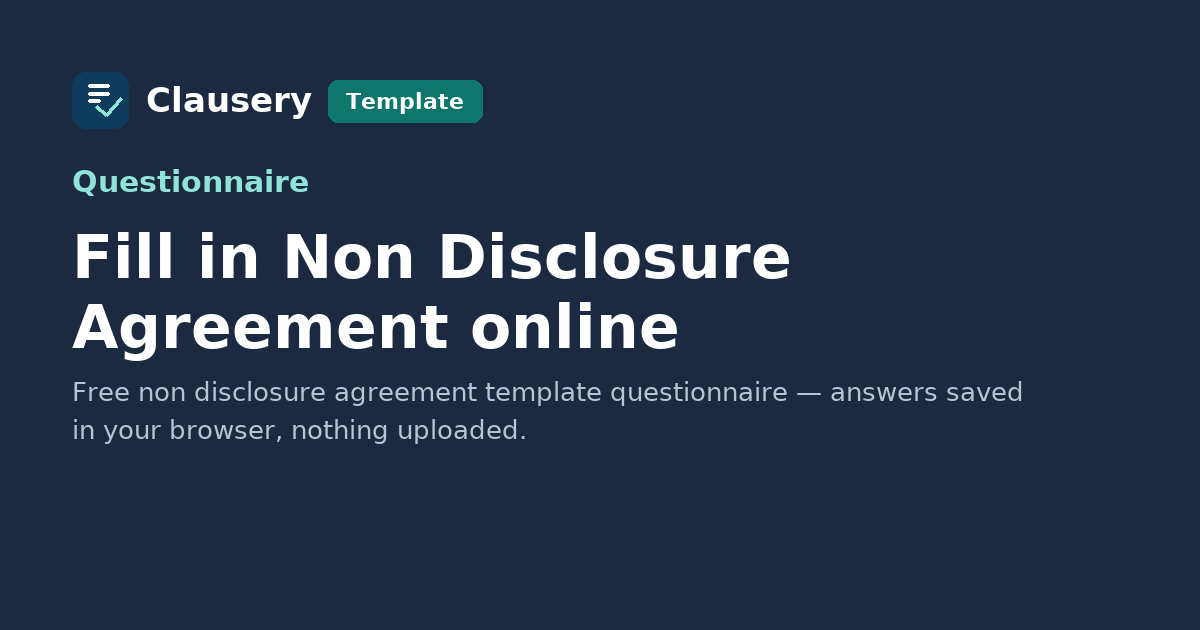 Clausery Template
Questionnaire
Fill in Non Disclosure
Agreement online
Free non disclosure agreement template questionnaire — answers saved
in your browser, nothing uploaded.